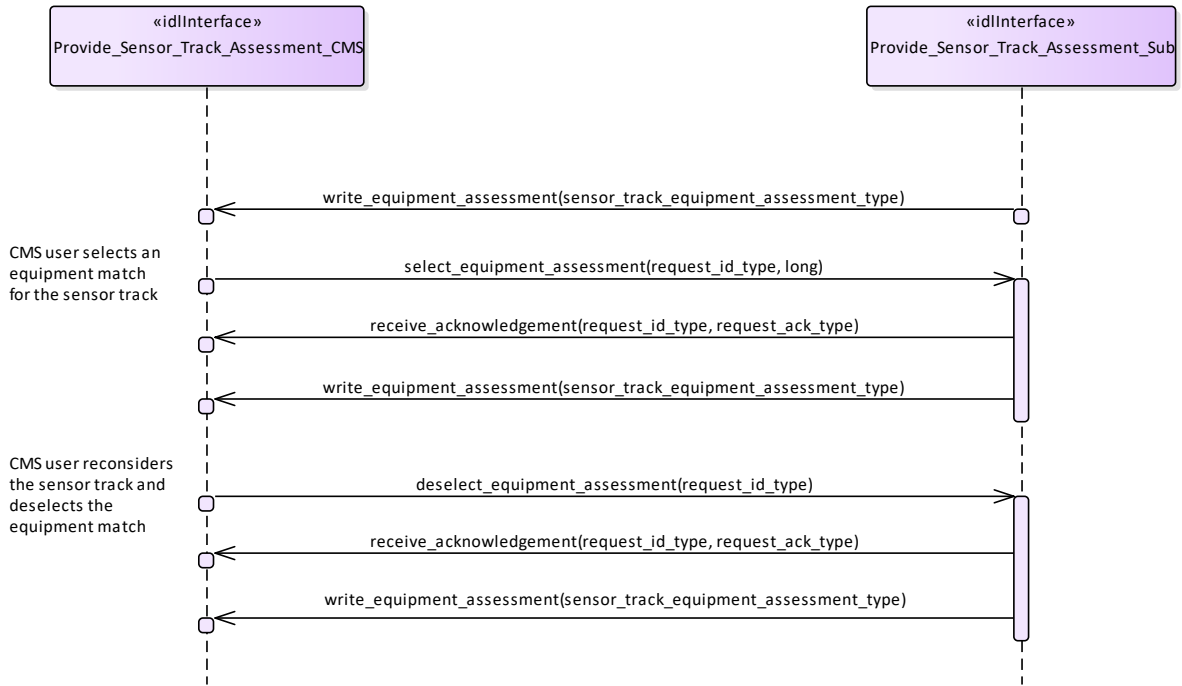 «idlInterface»
Provide_Sensor_Track_Assessment_CMS
«idlInterface»
Provide_Sensor_Track_Assessment_Sub
write_equipment_assessment(sensor_track_equipment_assessment_type)
CMS user selects an
equipment match
for the sensor track
select_equipment_assessment(request_id_type, long)
receive_acknowledgement(request_id_type, request_ack_type)
write_equipment_assessment(sensor_track_equipment_assessment_type)
CMS user reconsiders
the sensor track and
deselects the
equipment match
deselect_equipment_assessment(request_id_type)
receive_acknowledgement(request_id_type, request_ack_type)
write_equipment_assessment(sensor_track_equipment_assessment_type)